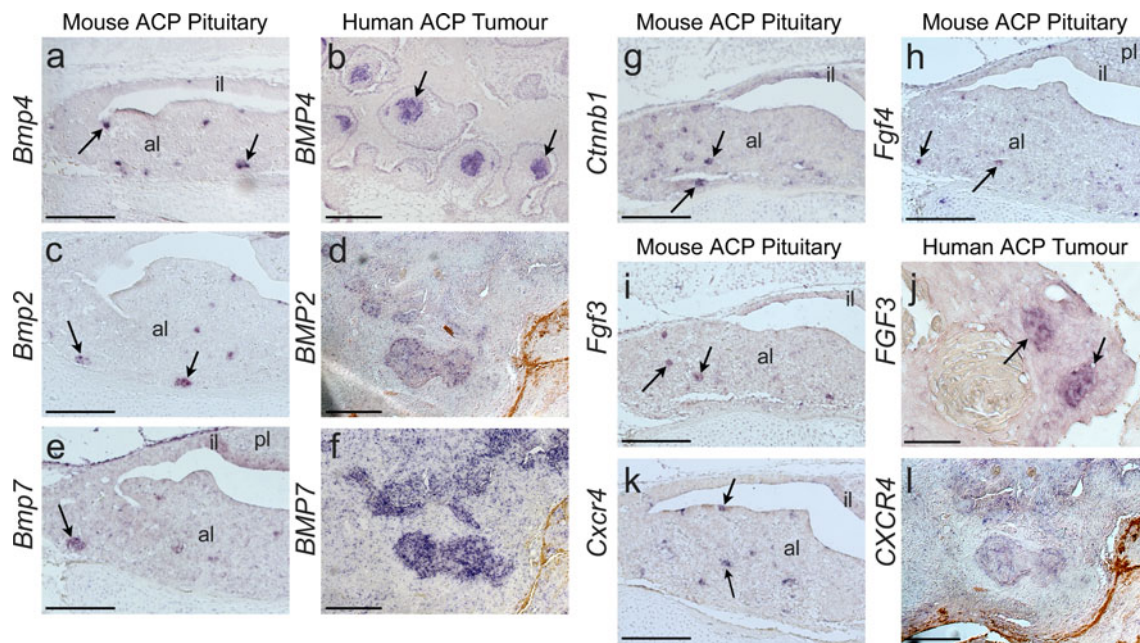 Mouse ACP Pituitary
Human ACP Tumour
Mouse ACP Pituitary
Mouse ACP Pituitary
a
Bmp4
il
al
b
BMP4
g
Ctnnb1
il
al
h
Fgf4
pl
il
al
c
Bmp2
al
d
BMP2
Mouse ACP Pituitary
Human ACP Tumour
i
Fgf3
il
al
j
FGF3
e
Bmp7
il
pl
al
f
BMP7
k
Cxcr4
il
al
l
CXCR4